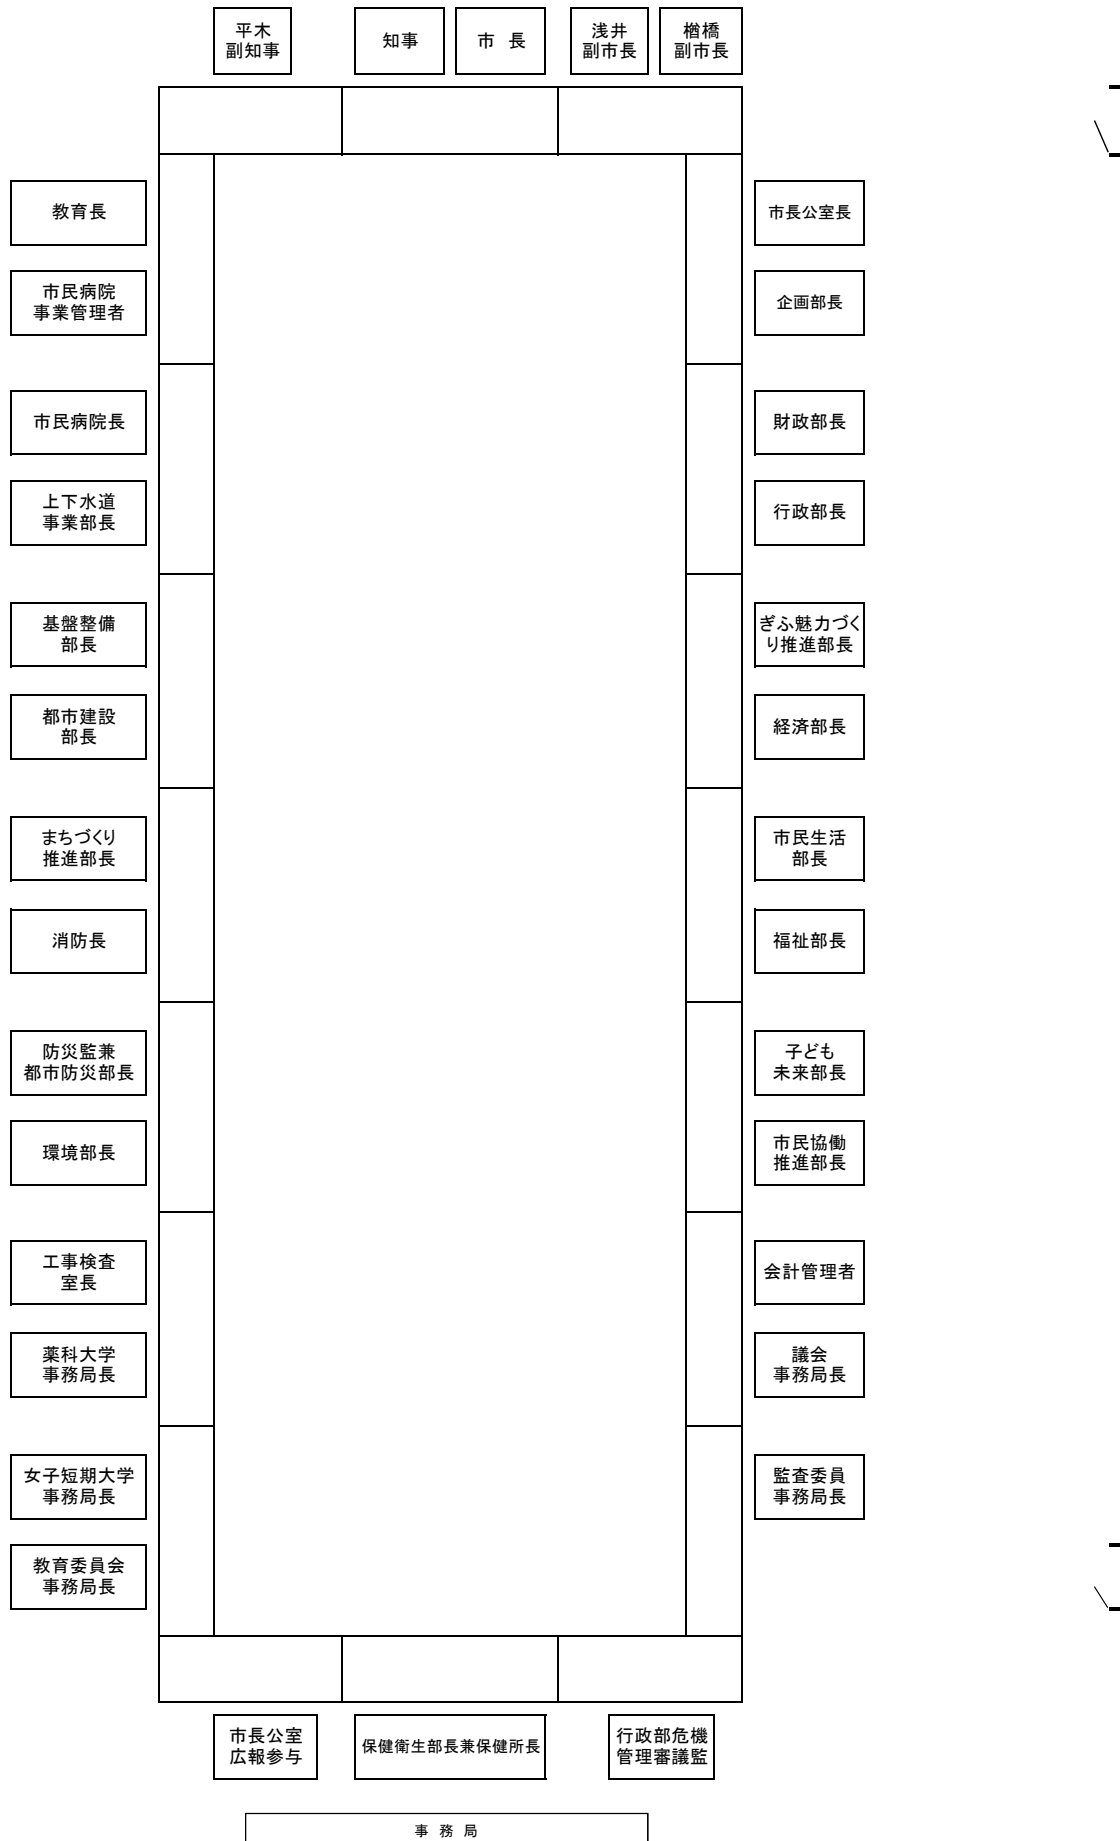 平木
副知事
知事
市 長
浅井
副市長
楢橋
副市長
教育長
市長公室長
市民病院
事業管理者
企画部長
市民病院長
財政部長
上下水道
事業部長
行政部長
基盤整備
部長
ぎふ魅力づく
り推進部長
都市建設
部長
経済部長
まちづくり
推進部長
市民生活
部長
消防長
福祉部長
防災監兼
都市防災部長
子ども
未来部長
環境部長
市民協働
推進部長
工事検査
室長
会計管理者
薬科大学
事務局長
議会
事務局長
女子短期大学
事務局長
監査委員
事務局長
教育委員会
事務局長
市長公室
広報参与
保健衛生部長兼保健所長
行政部危機
管理審議監
事 務 局